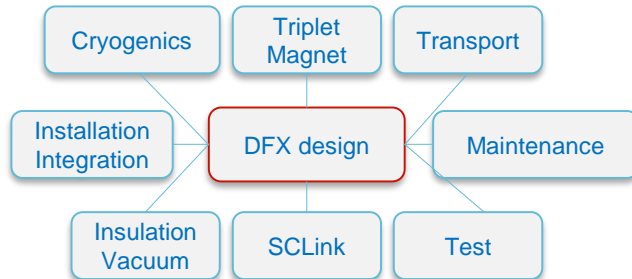 Cryogenics
Triplet
Magnet
Transport
Installation
Integration
DFX design
Maintenance
Insulation
Vacuum
SCLink
Test